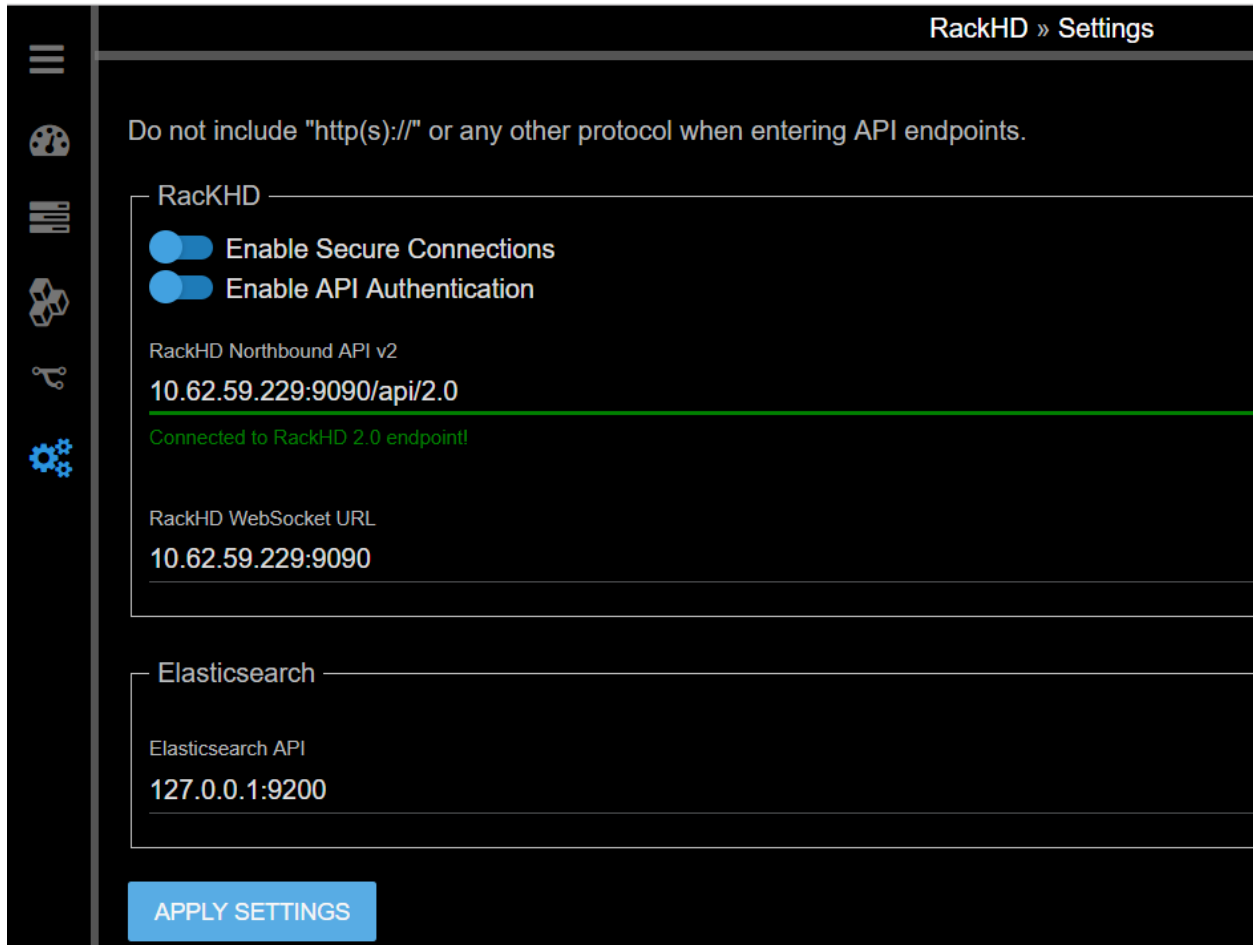 RackHD » Settings
Do not include "http(s)://" or any other protocol when entering API endpoints.
RacKHD
Enable Secure Connections
Enable API Authentication
RackHD Northbound API v2
10.62.59.229:9090/api/2.0
Connected to RackHD 2.0 endpoint!
RackHD WebSocket URL
10.62.59.229:9090
Elasticsearch
Elasticsearch API
127.0.0.1:9200
APPLY SETTINGS